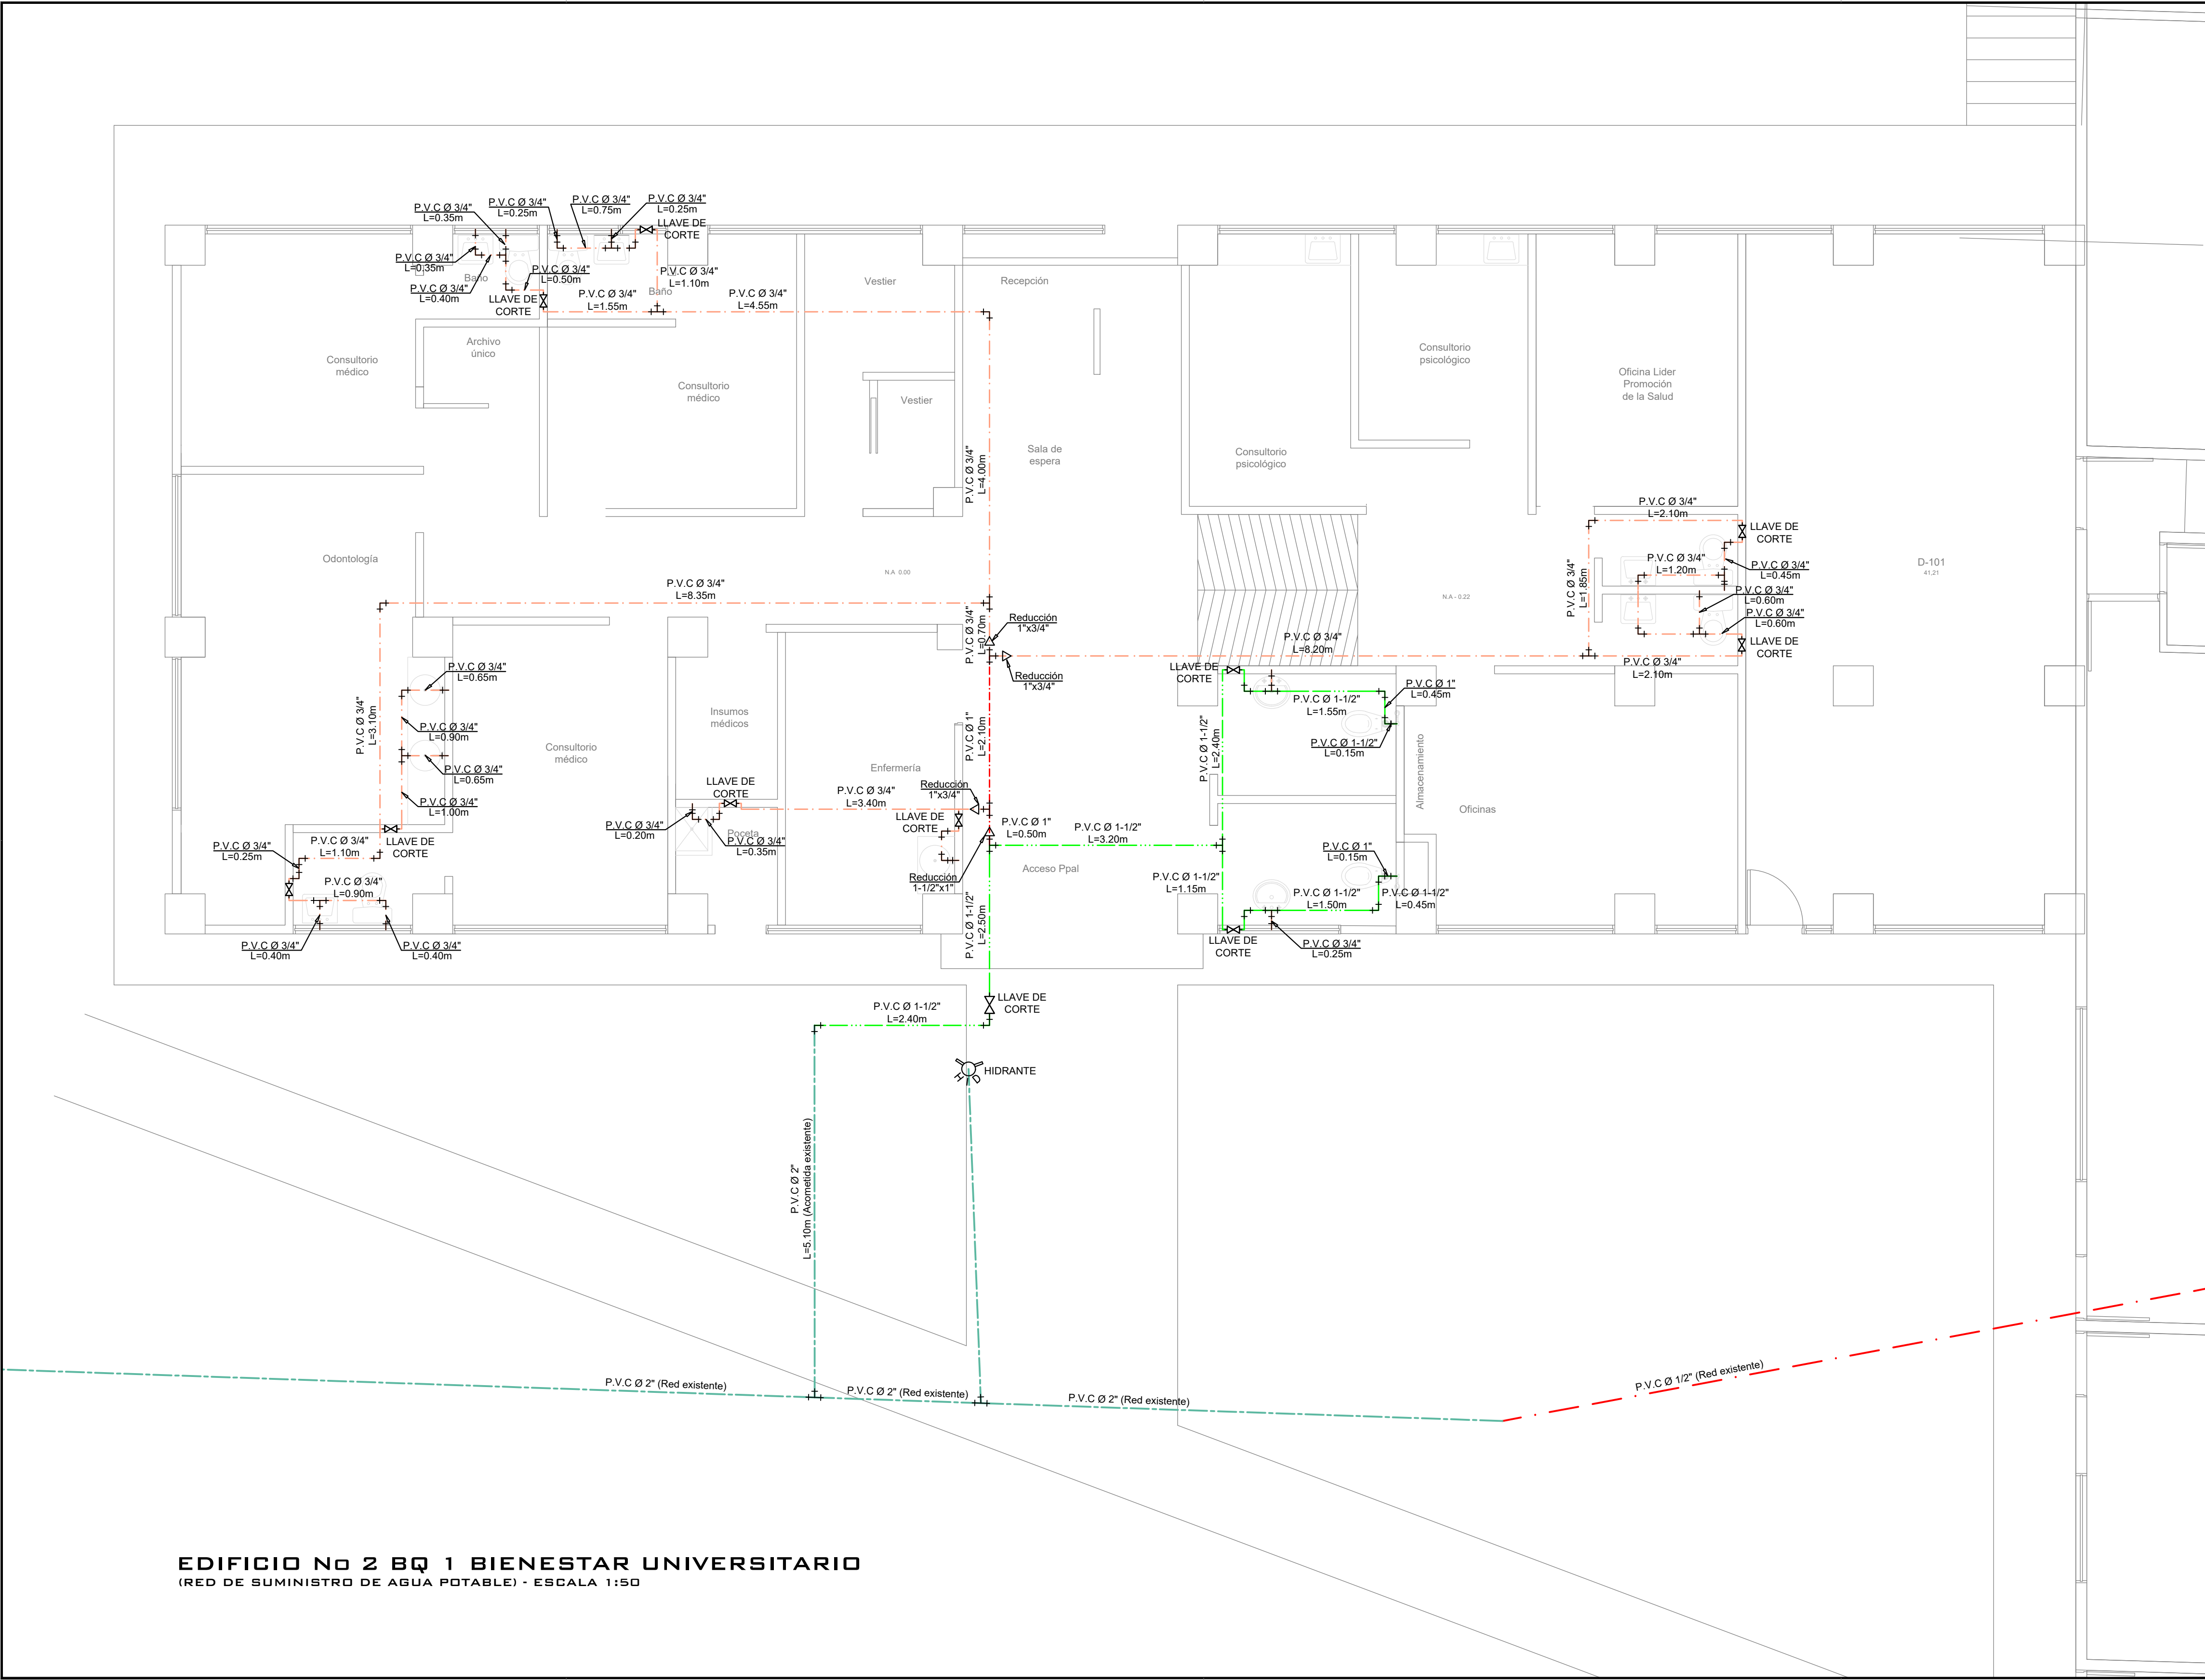 P.V.C Ø 3/4"
L=0.35m
P.V.C Ø 3/4"
L=0.25m
P.V.C Ø 3/4"
L=0.75m
P.V.C Ø 3/4"
L=0.25m
LLAVE DE
CORTE
P.V.C Ø 3/4"
L=0.35m
Baño
P.V.C Ø 3/4"
L=0.40m
P.V.C Ø 3/4"
L=0.50m
LLAVE DE
CORTE
P.V.C Ø 3/4"
L=1.10m
Baño
P.V.C Ø 3/4"
L=1.55m
P.V.C Ø 3/4"
L=4.55m
Vestier
Recepción
Archivo
único
Consultorio
médico
Consultorio
médico
Vestier
Consultorio
psicológico
Oficina Lider
Promoción
de la Salud
Sala de
espera
Consultorio
psicológico
P.V.C Ø 3/4"
L=4.00m
Odontología
N.A 0.00
P.V.C Ø 3/4"
L=8.35m
P.V.C Ø 3/4"
L=0.70m
Reducción
1"x3/4"
Reducción
1"x3/4"
N.A - 0.22
P.V.C Ø 3/4"
L=8.20m
P.V.C Ø 3/4"
L=1.85m
P.V.C Ø 3/4"
L=2.10m
LLAVE DE
CORTE
P.V.C Ø 3/4"
L=1.20m
P.V.C Ø 3/4"
L=0.45m
P.V.C Ø 3/4"
L=0.60m
P.V.C Ø 3/4"
L=0.60m
LLAVE DE
CORTE
P.V.C Ø 3/4"
L=2.10m
D-101
41,21
P.V.C Ø 3/4"
L=0.65m
P.V.C Ø 3/4"
L=3.10m
P.V.C Ø 3/4"
L=0.90m
P.V.C Ø 3/4"
L=0.65m
P.V.C Ø 3/4"
L=1.00m
LLAVE DE
CORTE
Consultorio
médico
Insumos
médicos
LLAVE DE
CORTE
P.V.C Ø 3/4"
L=0.20m
Poceta
P.V.C Ø 3/4"
L=0.35m
Enfermería
P.V.C Ø 3/4"
L=3.40m
Reducción
1"x3/4"
LLAVE DE
CORTE
P.V.C Ø 1"
L=2.10m
P.V.C Ø 1"
L=0.50m
Reducción
1-1/2"x1"
P.V.C Ø 1-1/2"
L=3.20m
Acceso Ppal
LLAVE DE
CORTE
P.V.C Ø 1-1/2"
L=2.40m
P.V.C Ø 1-1/2"
L=1.55m
P.V.C Ø 1"
L=0.45m
P.V.C Ø 1-1/2"
L=0.15m
Almacenamiento
Oficinas
P.V.C Ø 1"
L=0.15m
P.V.C Ø 1-1/2"
L=1.15m
P.V.C Ø 1-1/2"
L=1.50m
P.V.C Ø 1-1/2"
L=0.45m
LLAVE DE
CORTE
P.V.C Ø 3/4"
L=0.25m
P.V.C Ø 3/4"
L=0.25m
P.V.C Ø 3/4"
L=1.10m
P.V.C Ø 3/4"
L=0.90m
P.V.C Ø 3/4"
L=0.40m
P.V.C Ø 3/4"
L=0.40m
P.V.C Ø 1-1/2"
L=2.50m
LLAVE DE
CORTE
P.V.C Ø 1-1/2"
L=2.40m
H D
HIDRANTE
P.V.C Ø 2"
L=5.10m (Acometida existente)
P.V.C Ø 2" (Red existente)
P.V.C Ø 2" (Red existente)
P.V.C Ø 2" (Red existente)
P.V.C Ø 1/2" (Red existente)
EDIFICIO No 2 BQ 1 BIENESTAR UNIVERSITARIO
(RED DE SUMINISTRO DE AGUA POTABLE) - ESCALA 1:50